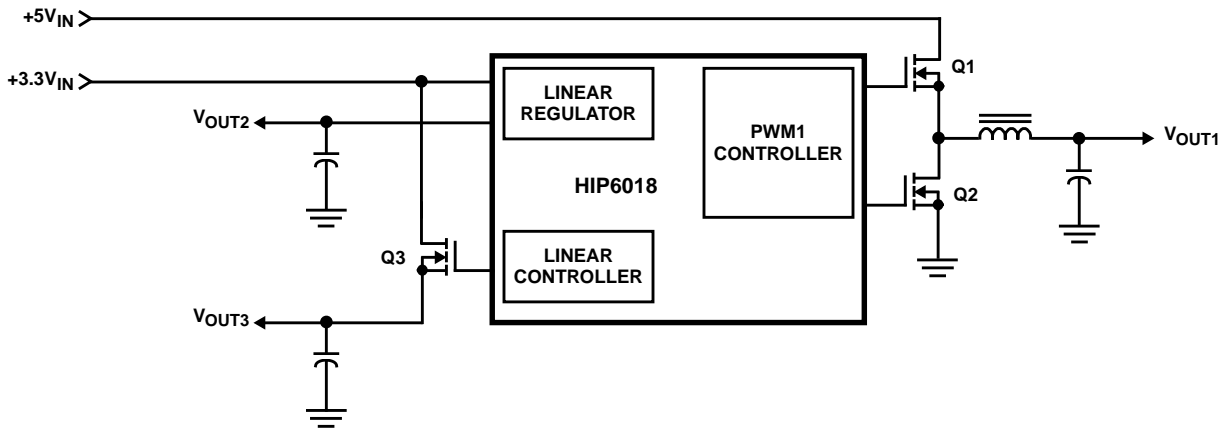 +5VIN
+3.3VIN
VOUT2
LINEAR
REGULATOR
PWM1
CONTROLLER
Q1
VOUT1
HIP6018
Q2
Q3
LINEAR
CONTROLLER
VOUT3